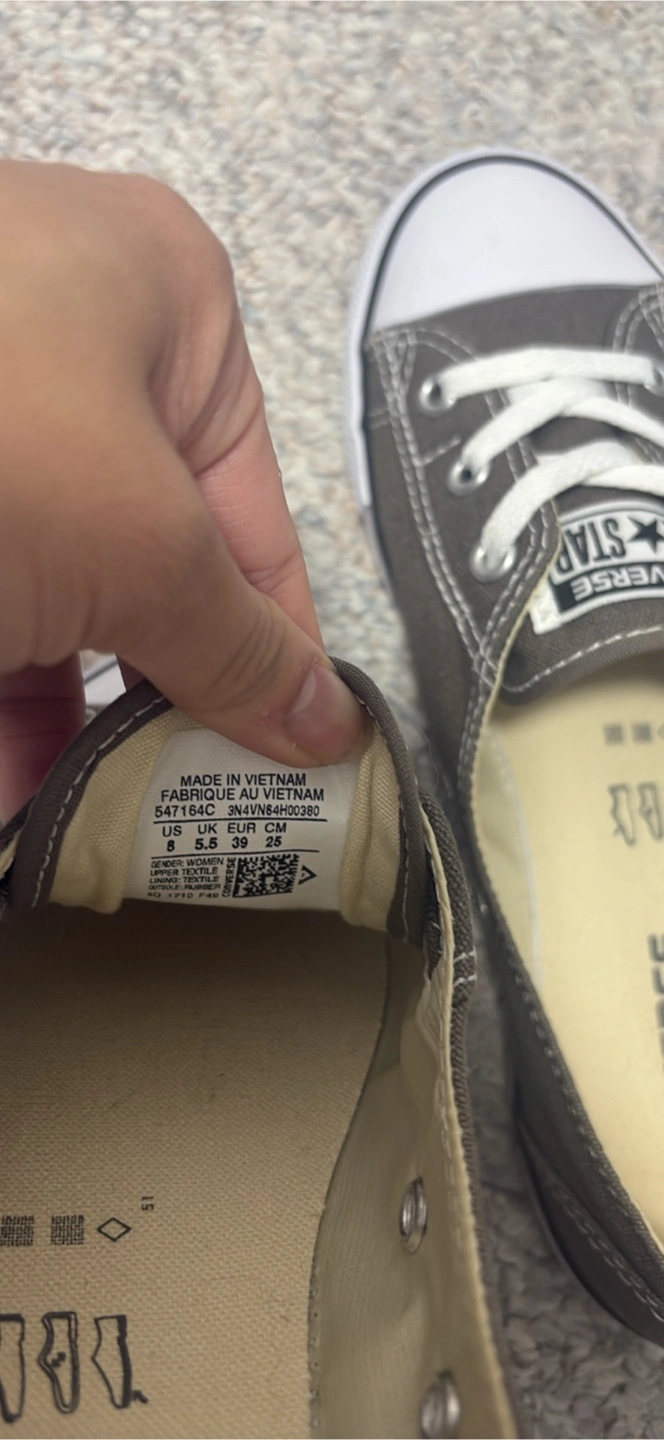 VERSE
STAR
MADE IN VIETNAM
FABRIQUE AU VIETNAM
547164C 3N4VN64H00380
US UK EUR CM
8 5.5 39 25
GENDER: WOMEN
UPPER TEXTILE
LINING: TEXTILE
OUTSOLE: RUBBER
CONVERSE